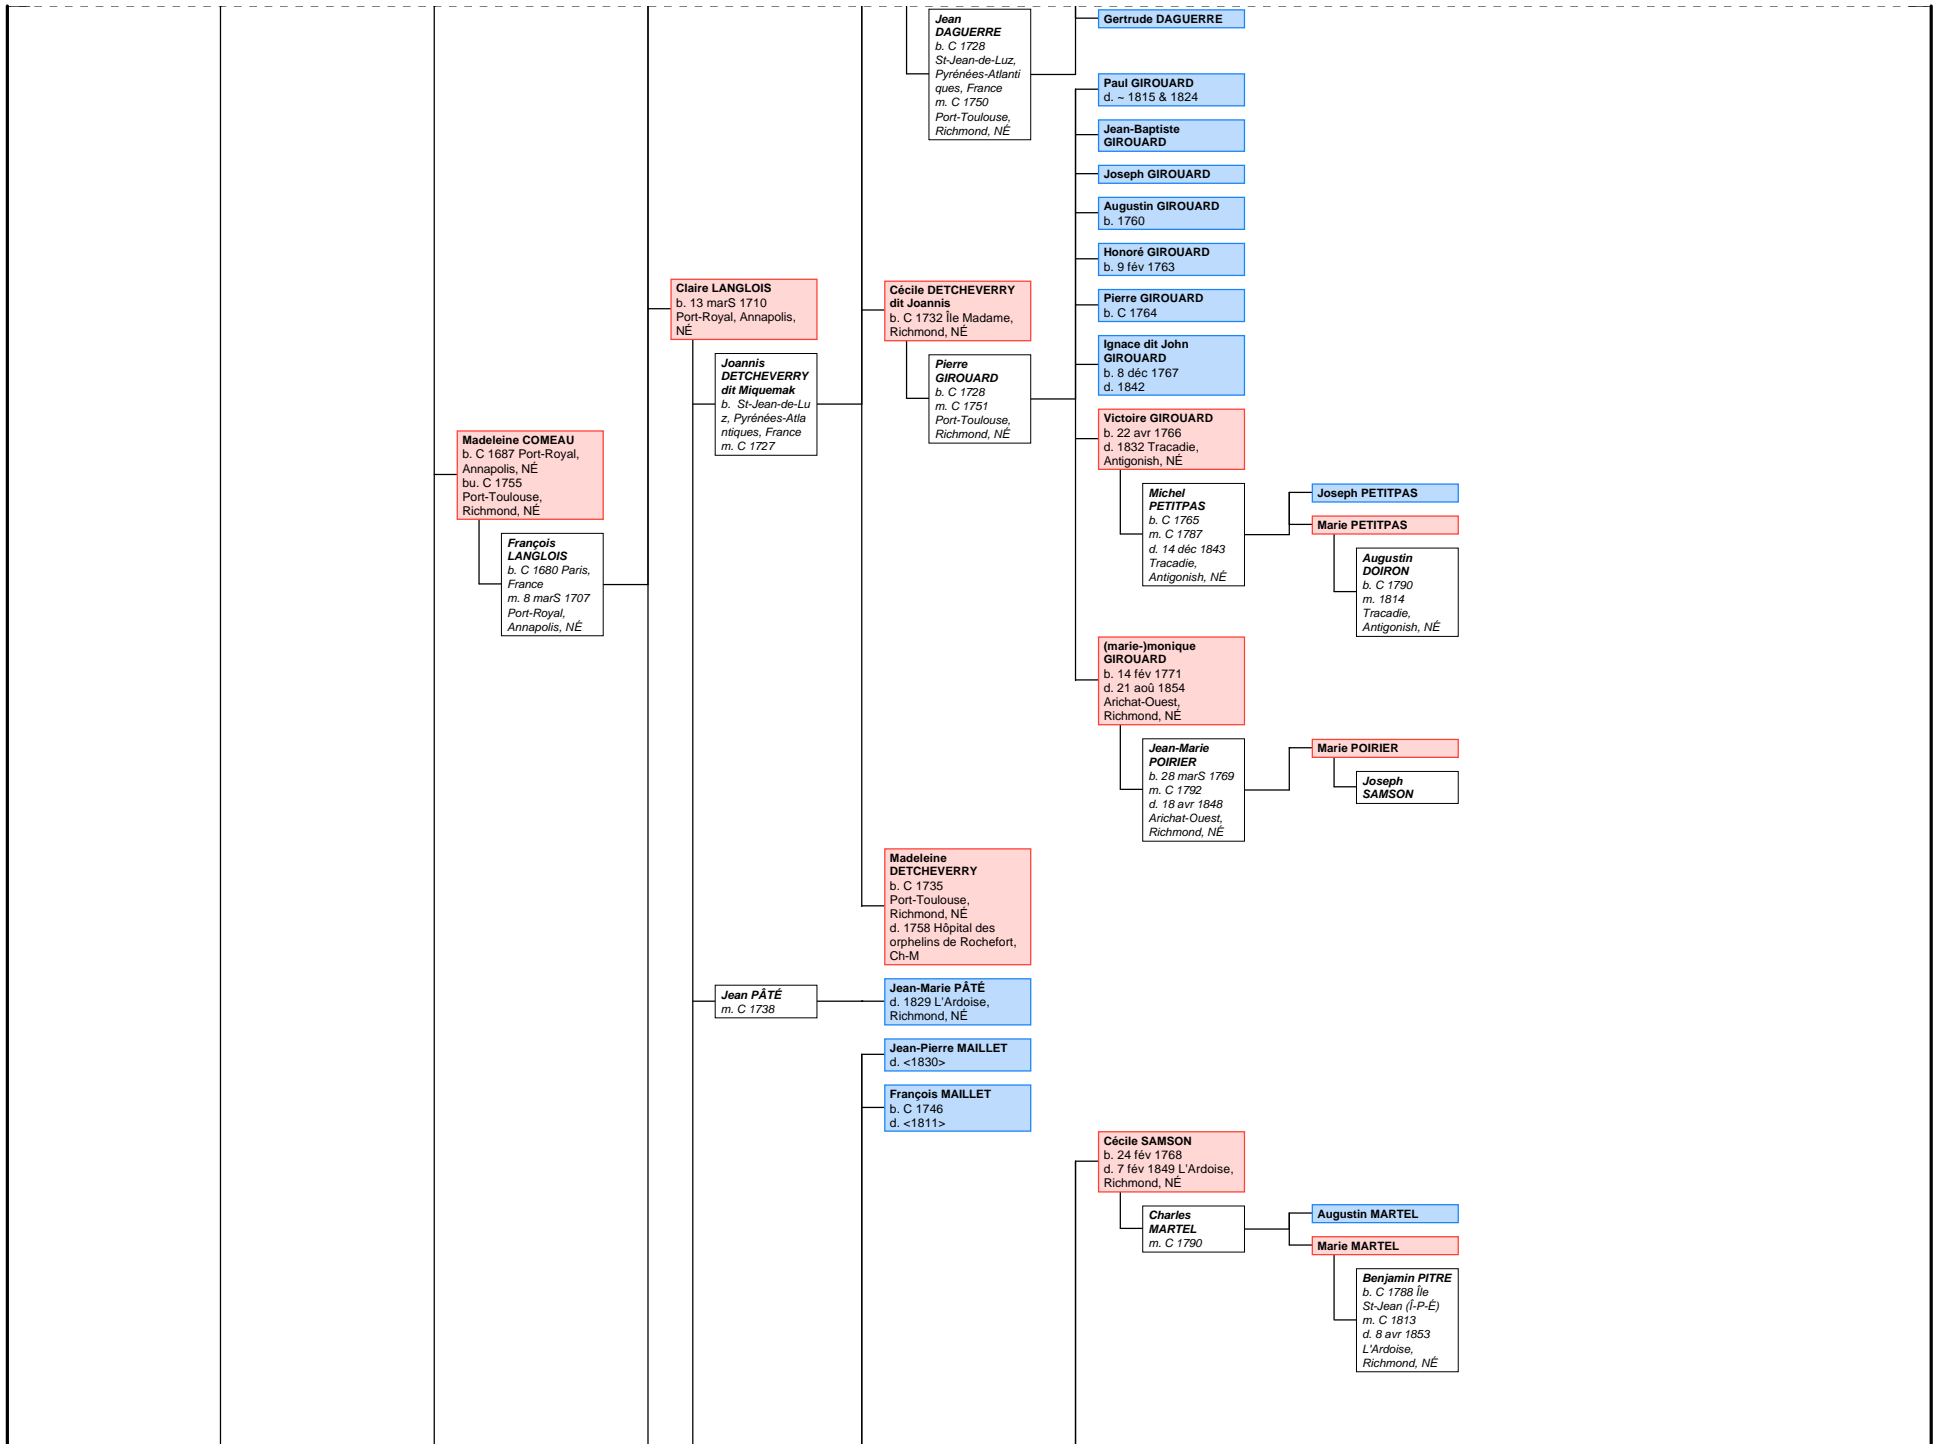 Jean
DAGUERRE
b. C 1728
St-Jean-de-Luz,
Pyrénées-Atlanti
ques, France
m. C 1750
Port-Toulouse,
Richmond, NÉ
Gertrude DAGUERRE
Paul GIROUARD
d. ~ 1815 & 1824
Jean-Baptiste
GIROUARD
Joseph GIROUARD
Augustin GIROUARD
b. 1760
Honoré GIROUARD
b. 9 fév 1763
Pierre GIROUARD
b. C 1764
Ignace dit John
GIROUARD
b. 8 déc 1767
d. 1842
Claire LANGLOIS
b. 13 marS 1710
Port-Royal, Annapolis,
NÉ
Cécile DETCHEVERRY
dit Joannis
b. C 1732 Île Madame,
Richmond, NÉ
Joannis
DETCHEVERRY
dit Miquemak
b.  St-Jean-de-Lu
z, Pyrénées-Atla
ntiques, France
m. C 1727
Pierre
GIROUARD
b. C 1728
m. C 1751
Port-Toulouse,
Richmond, NÉ
Victoire GIROUARD
b. 22 avr 1766
d. 1832 Tracadie,
Antigonish, NÉ
Madeleine COMEAU
b. C 1687 Port-Royal,
Annapolis, NÉ
bu. C 1755
Port-Toulouse,
Richmond, NÉ
François
LANGLOIS
b. C 1680 Paris,
France
m. 8 marS 1707
Port-Royal,
Annapolis, NÉ
Michel
PETITPAS
b. C 1765
m. C 1787
d. 14 déc 1843
Tracadie,
Antigonish, NÉ
Joseph PETITPAS
Marie PETITPAS
Augustin
DOIRON
b. C 1790
m. 1814
Tracadie,
Antigonish, NÉ
(marie-)monique
GIROUARD
b. 14 fév 1771
d. 21 aoû 1854
Arichat-Ouest,
Richmond, NÉ
Jean-Marie
POIRIER
b. 28 marS 1769
m. C 1792
d. 18 avr 1848
Arichat-Ouest,
Richmond, NÉ
Marie POIRIER
Joseph
SAMSON
Madeleine
DETCHEVERRY
b. C 1735
Port-Toulouse,
Richmond, NÉ
d. 1758 Hôpital des
orphelins de Rochefort,
Ch-M
Jean PÂTÉ
m. C 1738
Jean-Marie PÂTÉ
d. 1829 L'Ardoise,
Richmond, NÉ
Jean-Pierre MAILLET
d. <1830>
François MAILLET
b. C 1746
d. <1811>
Cécile SAMSON
b. 24 fév 1768
d. 7 fév 1849 L'Ardoise,
Richmond, NÉ
Charles
MARTEL
m. C 1790
Augustin MARTEL
Marie MARTEL
Benjamin PITRE
b. C 1788 Île
St-Jean (Î-P-É)
m. C 1813
d. 8 avr 1853
L'Ardoise,
Richmond, NÉ